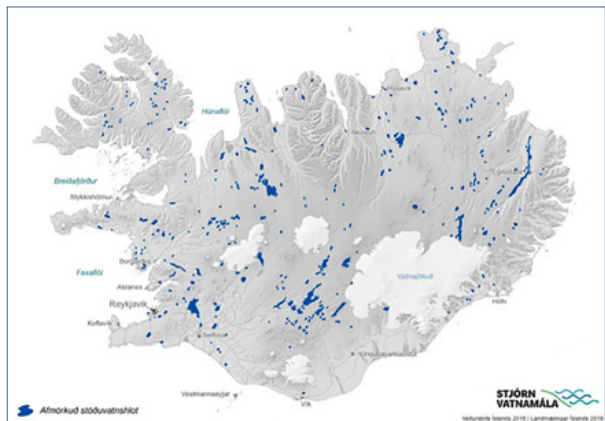 Ísafjörður
Húnaflói
Húsavík
Akureyri
Breiðafjörður
Stykkishólmur
Egilsstaðir
Borgarnes
Faxaflói
Akranes
Reykjavík
Vatnajökull
Höfn
Keflavík
Selfoss
Kirkjubæjarklaustur
Vestmannaeyjar
Vík
STJÓRN
VATNAMÁLA
Afmörkuð stöðuvatnshlot
Veðurstofa Íslands 2018 | Landmælingar Íslands 2018